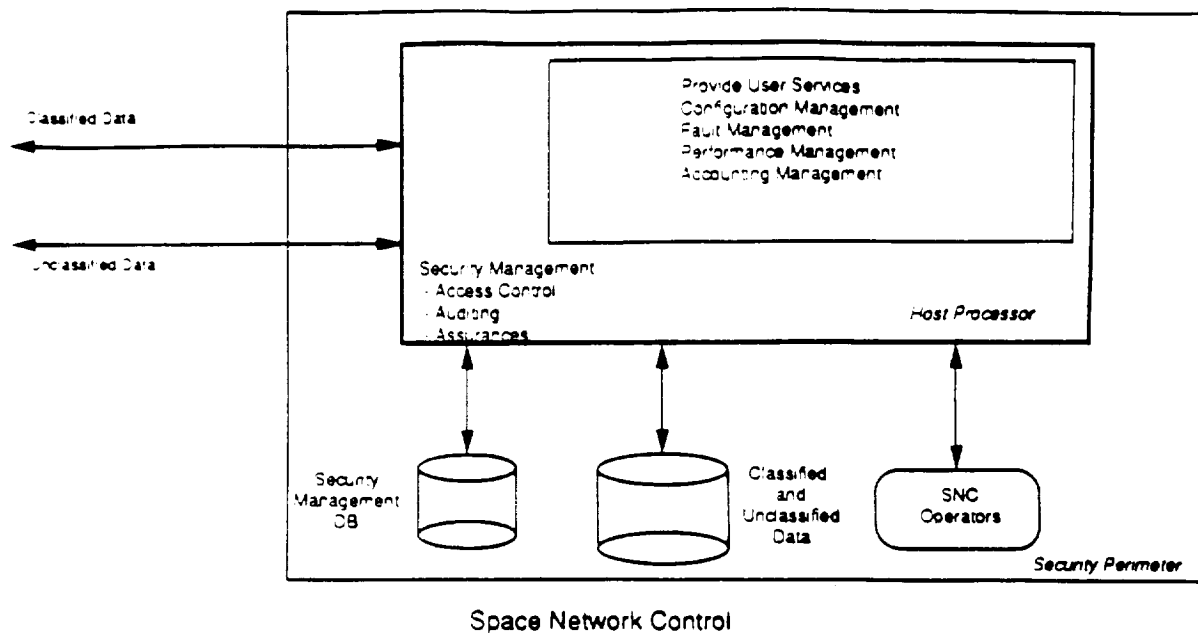 Provide User Services
Configuration Management
Fault Management
Performance Management
Accounting Management
Classified Data
Unclassified Data
Security Management
- Access Control
- Auditing
- Assurances
Host Processor
Security
Management
DB
Classified
and
Unclassified
Data
SNC
Operators
Security Perimeter
Space Network Control